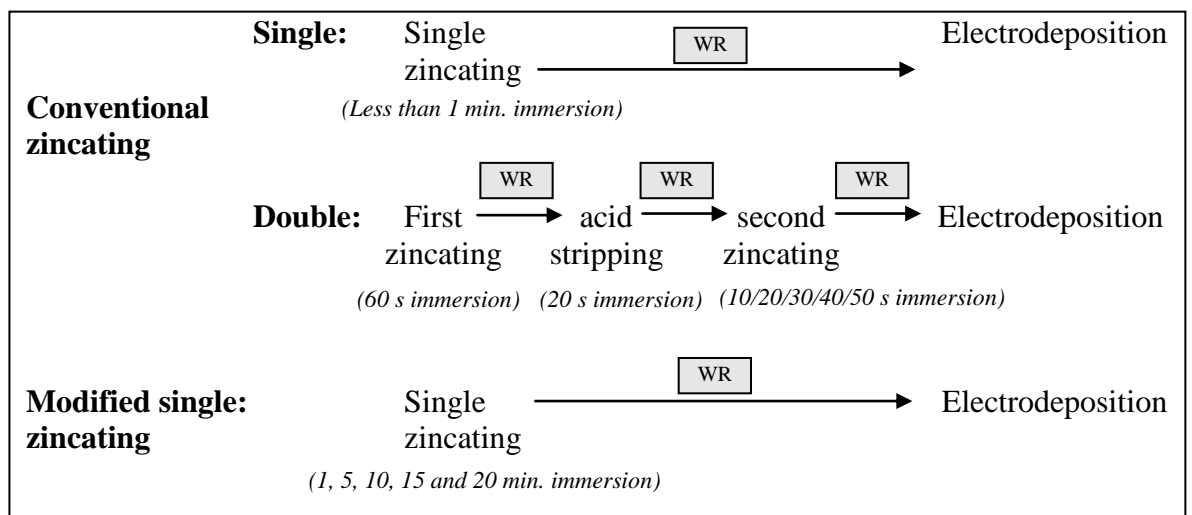 Single: Single WR Electrodeposition
zincating
Conventional (Less than 1 min. immersion)
zincating
WR WR WR
Double: First acid second Electrodeposition
zincating stripping zincating
(60 s immersion) (20 s immersion) (10/20/30/40/50 s immersion)
WR
Modified single: Single Electrodeposition
zincating zincating
(1, 5, 10, 15 and 20 min. immersion)